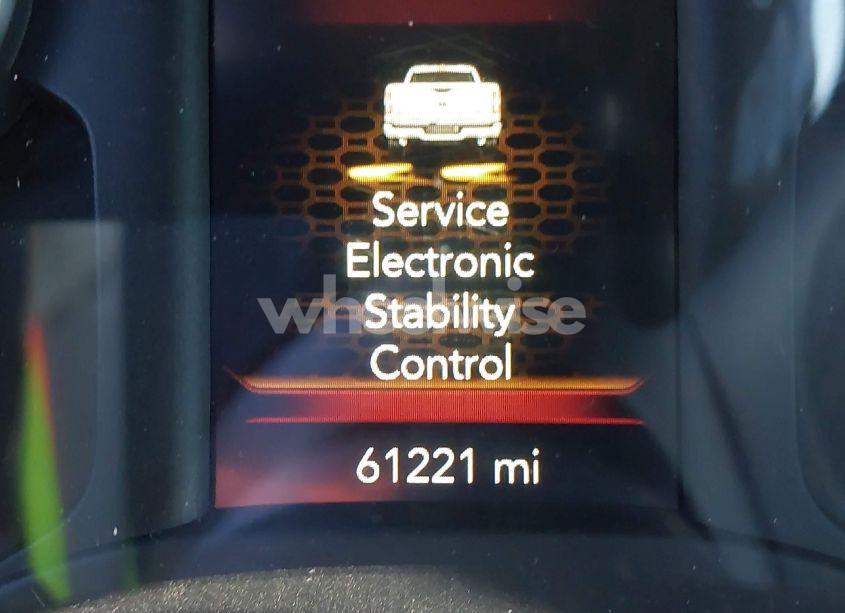 Service
Electronic
Stability
Control
61221 mi